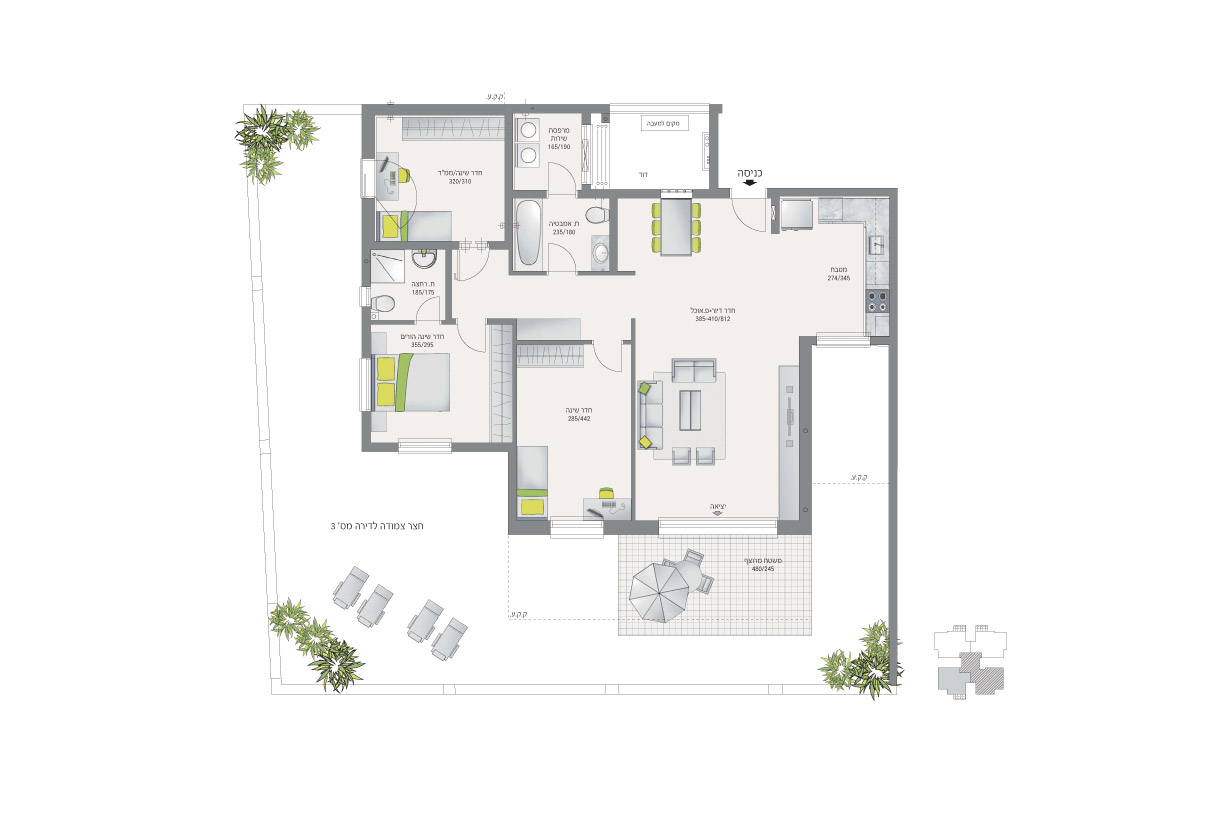 ק.ק.ע.
מקום למעבה
מרפסת
שירות
165/190
כניסה
חדר שינה/ממ"ד
320/310
דוד
ח. אמבטיה
235/180
מטבח
274/345
ח. רחצה
185/175
חדר דיור+פ.אוכל
385-410/812
חדר שינה הורים
355/295
חדר שינה
285/442
ק.ק.ע.
יציאה
חצר צמודה לדירה מס' 3
משטח מרוצף
480/245
ק.ק.ע.